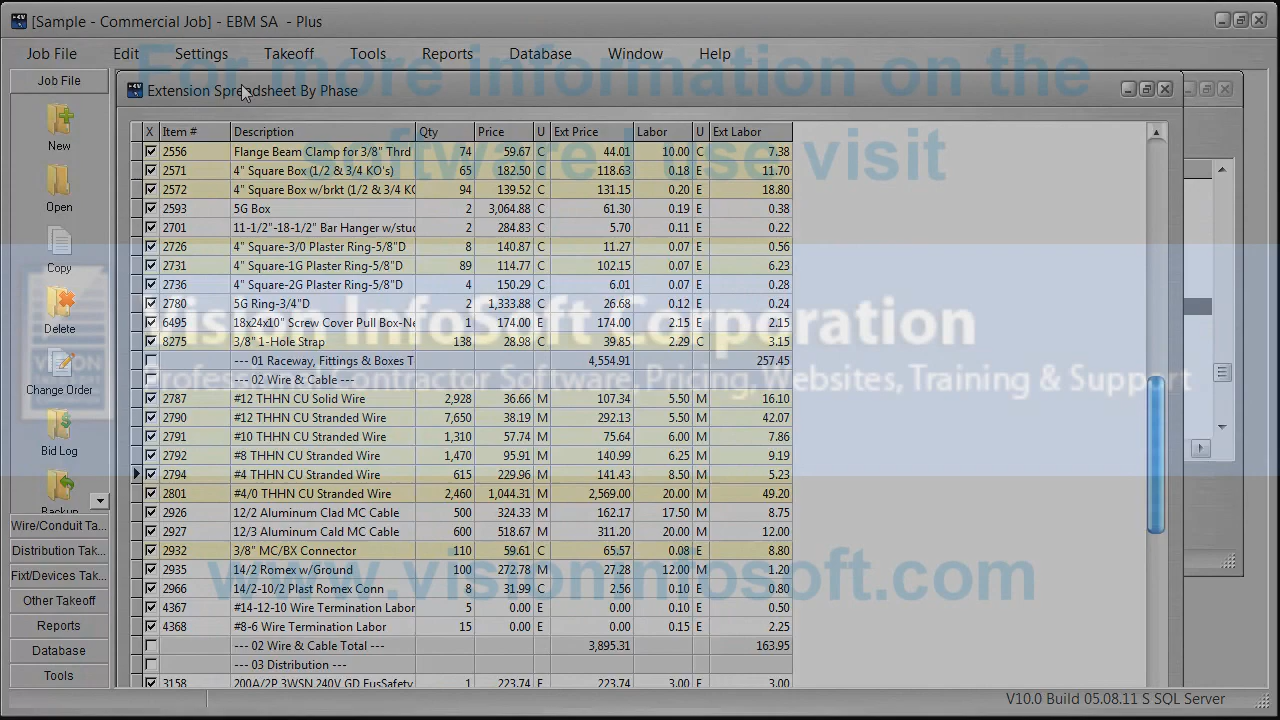 [Sample - Commercial Job] - EBM SA - Plus
Job File Edit Settings Takeoff Tools Reports Database Window Help
For more information on the
software please visit
Vision InfoSoft Corporation
Professional Contractor Software, Pricing, Websites, Training & Support
www.visioninfosoft.com
VISION
Job File
New
Open
Copy
Delete
Change Order
Bid Log
Backup
Wire/Conduit Ta...
Distribution Tak...
Fixt/Devices Tak...
Other Takeoff
Reports
Database
Tools
Extension Spreadsheet By Phase
X Item # Description Qty Price U Ext Price Labor U Ext Labor
2556 Flange Beam Clamp for 3/8" Thrd 74 59.67 C 44.01 10.00 C 7.38
2571 4" Square Box (1/2 & 3/4 KO's) 65 182.50 C 118.63 0.18 E 11.70
2572 4" Square Box w/brkt (1/2 & 3/4 KO 94 139.52 C 131.15 0.20 E 18.80
2593 5G Box 2 3,064.88 C 61.30 0.19 E 0.38
2701 11-1/2"-18-1/2" Bar Hanger w/stud 2 284.83 C 5.70 0.11 E 0.22
2726 4" Square-3/0 Plaster Ring-5/8"D 8 140.87 C 11.27 0.07 E 0.56
2731 4" Square-1G Plaster Ring-5/8"D 89 114.77 C 102.15 0.07 E 6.23
2736 4" Square-2G Plaster Ring-5/8"D 4 150.29 C 6.01 0.07 E 0.28
2780 5G Ring-3/4"D 2 1,333.88 C 26.68 0.12 E 0.24
6495 18x24x10" Screw Cover Pull Box-Ne 1 174.00 E 174.00 2.15 E 2.15
8275 3/8" 1-Hole Strap 138 28.98 C 39.85 2.29 C 3.15
--- 01 Raceway, Fittings & Boxes T 4,554.91 257.45
--- 02 Wire & Cable ---
2787 #12 THHN CU Solid Wire 2,928 36.66 M 107.34 5.50 M 16.10
2790 #12 THHN CU Stranded Wire 7,650 38.19 M 292.13 5.50 M 42.07
2791 #10 THHN CU Stranded Wire 1,310 57.74 M 75.64 6.00 M 7.86
2792 #8 THHN CU Stranded Wire 1,470 95.91 M 140.99 6.25 M 9.19
2794 #4 THHN CU Stranded Wire 615 229.96 M 141.43 8.50 M 5.23
2801 #4/0 THHN CU Stranded Wire 2,460 1,044.31 M 2,569.00 20.00 M 49.20
2926 12/2 Aluminum Clad MC Cable 500 324.33 M 162.17 17.50 M 8.75
2927 12/3 Aluminum Cald MC Cable 600 518.67 M 311.20 20.00 M 12.00
2932 3/8" MC/BX Connector 110 59.61 C 65.57 0.08 E 8.80
2935 14/2 Romex w/Ground 100 272.78 M 27.28 12.00 M 1.20
2966 14/2-10/2 Plast Romex Conn 8 31.99 C 2.56 0.10 E 0.80
4367 #14-12-10 Wire Termination Labor 5 0.00 E 0.00 0.10 E 0.50
4368 #8-6 Wire Termination Labor 15 0.00 E 0.00 0.15 E 2.25
--- 02 Wire & Cable Total --- 3,895.31 163.95
--- 03 Distribution ---
3158 200A/2P 3WSN 240V GD FusSafety 1 223.74 E 223.74 3.00 E 3.00
V10.0 Build 05.08.11 S SQL Server